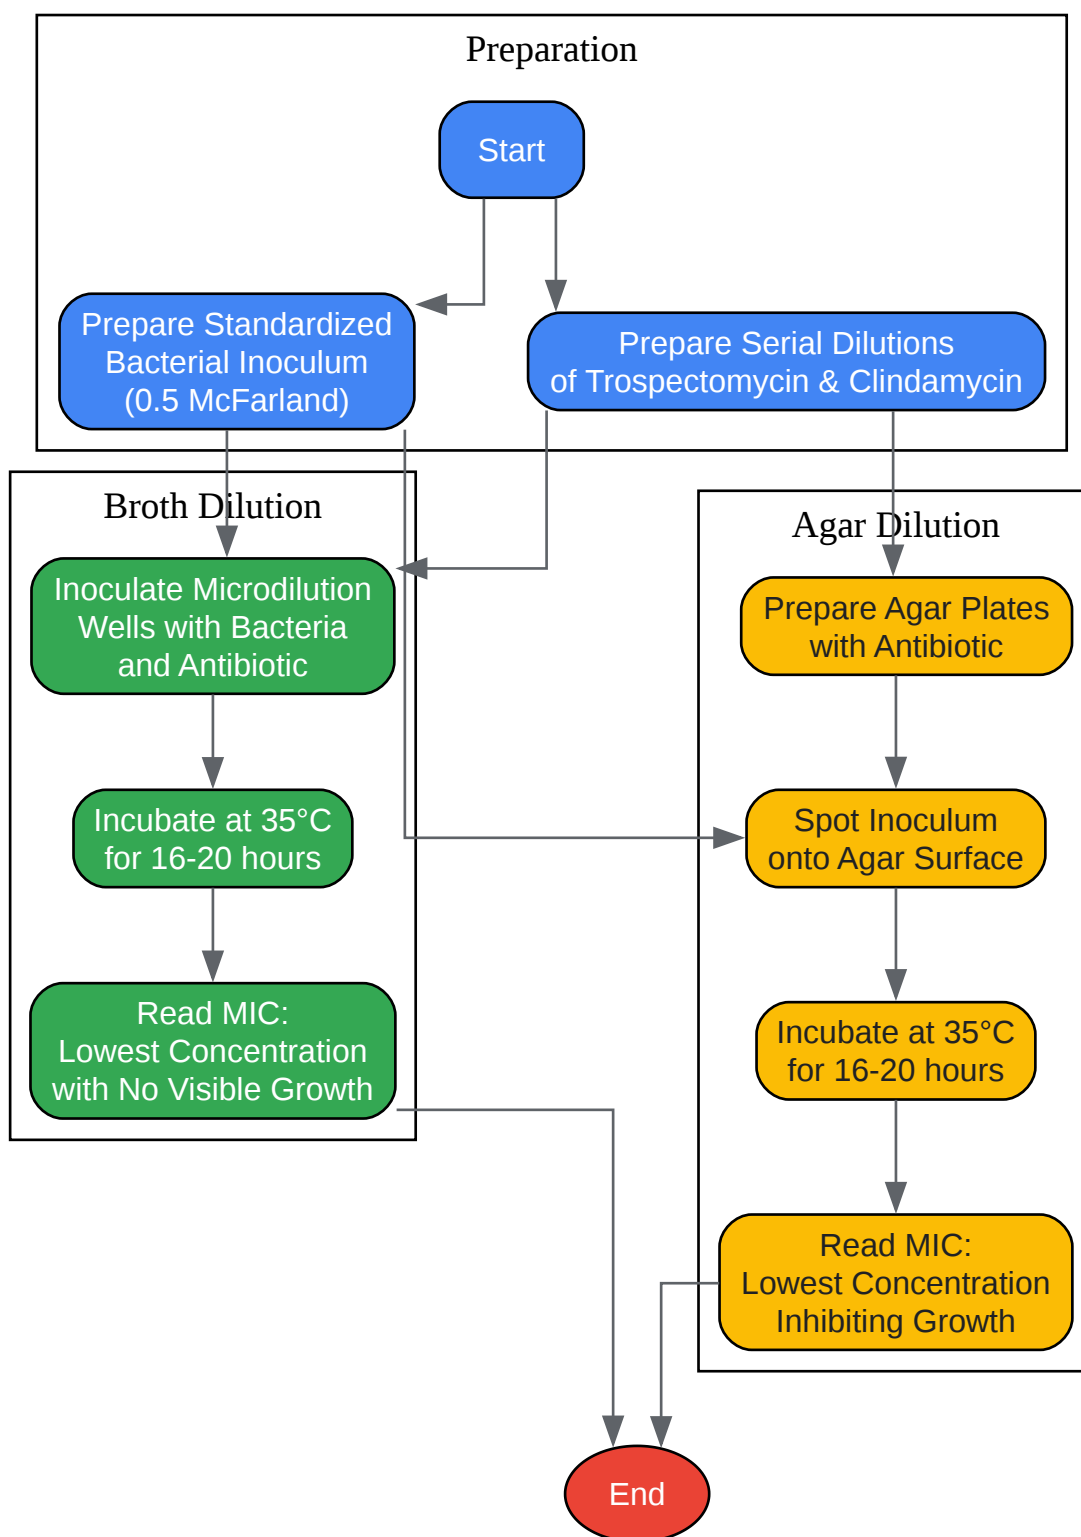 Preparation
Start
Prepare Standardized
Bacterial Inoculum
(0.5 McFarland)
Prepare Serial Dilutions
of Trospectomycin & Clindamycin
Broth Dilution
Inoculate Microdilution
Wells with Bacteria
and Antibiotic
Incubate at 35°C
for 16-20 hours
Read MIC:
Lowest Concentration
with No Visible Growth
Agar Dilution
Prepare Agar Plates
with Antibiotic
Spot Inoculum
onto Agar Surface
Incubate at 35°C
for 16-20 hours
Read MIC:
Lowest Concentration
Inhibiting Growth
End